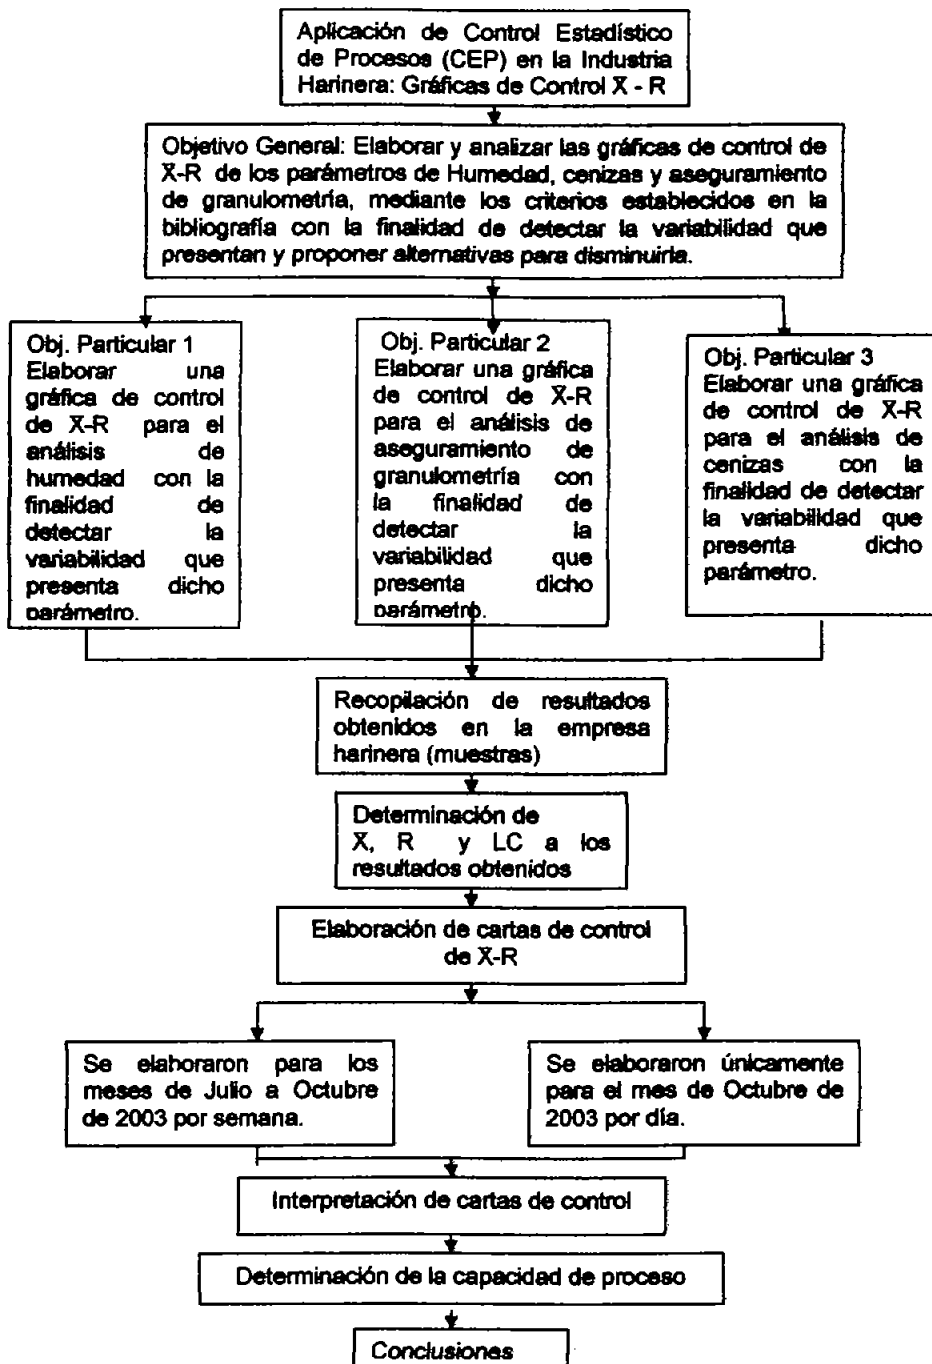 Aplicación de Control Estadístico
de Procesos (CEP) en la Industria
Harinera: Gráficas de Control X̄ - R
Objetivo General: Elaborar y analizar las gráficas de control de
X̄-R de los parámetros de Humedad, cenizas y aseguramiento
de granulometría, mediante los criterios establecidos en la
bibliografía con la finalidad de detectar la variabilidad que
presentan y proponer alternativas para disminuirla.
Obj. Particular 1
Elaborar una
gráfica de control
de X̄-R para el
análisis de
humedad con la
finalidad de
detectar la
variabilidad que
presenta dicho
parámetro.
Obj. Particular 2
Elaborar una gráfica
de control de X̄-R
para el análisis de
aseguramiento de
granulometría con
la finalidad de
detectar la
variabilidad que
presenta dicho
parámetro.
Obj. Particular 3
Elaborar una gráfica
de control de X̄-R
para el análisis de
cenizas con la
finalidad de detectar
la variabilidad que
presenta dicho
parámetro.
Recopilación de resultados
obtenidos en la empresa
harinera (muestras)
Determinación de
X̄, R y LC a los
resultados obtenidos
Elaboración de cartas de control
de X̄-R
Se elaboraron para los
meses de Julio a Octubre
de 2003 por semana.
Se elaboraron únicamente
para el mes de Octubre de
2003 por día.
Interpretación de cartas de control
Determinación de la capacidad de proceso
Conclusiones